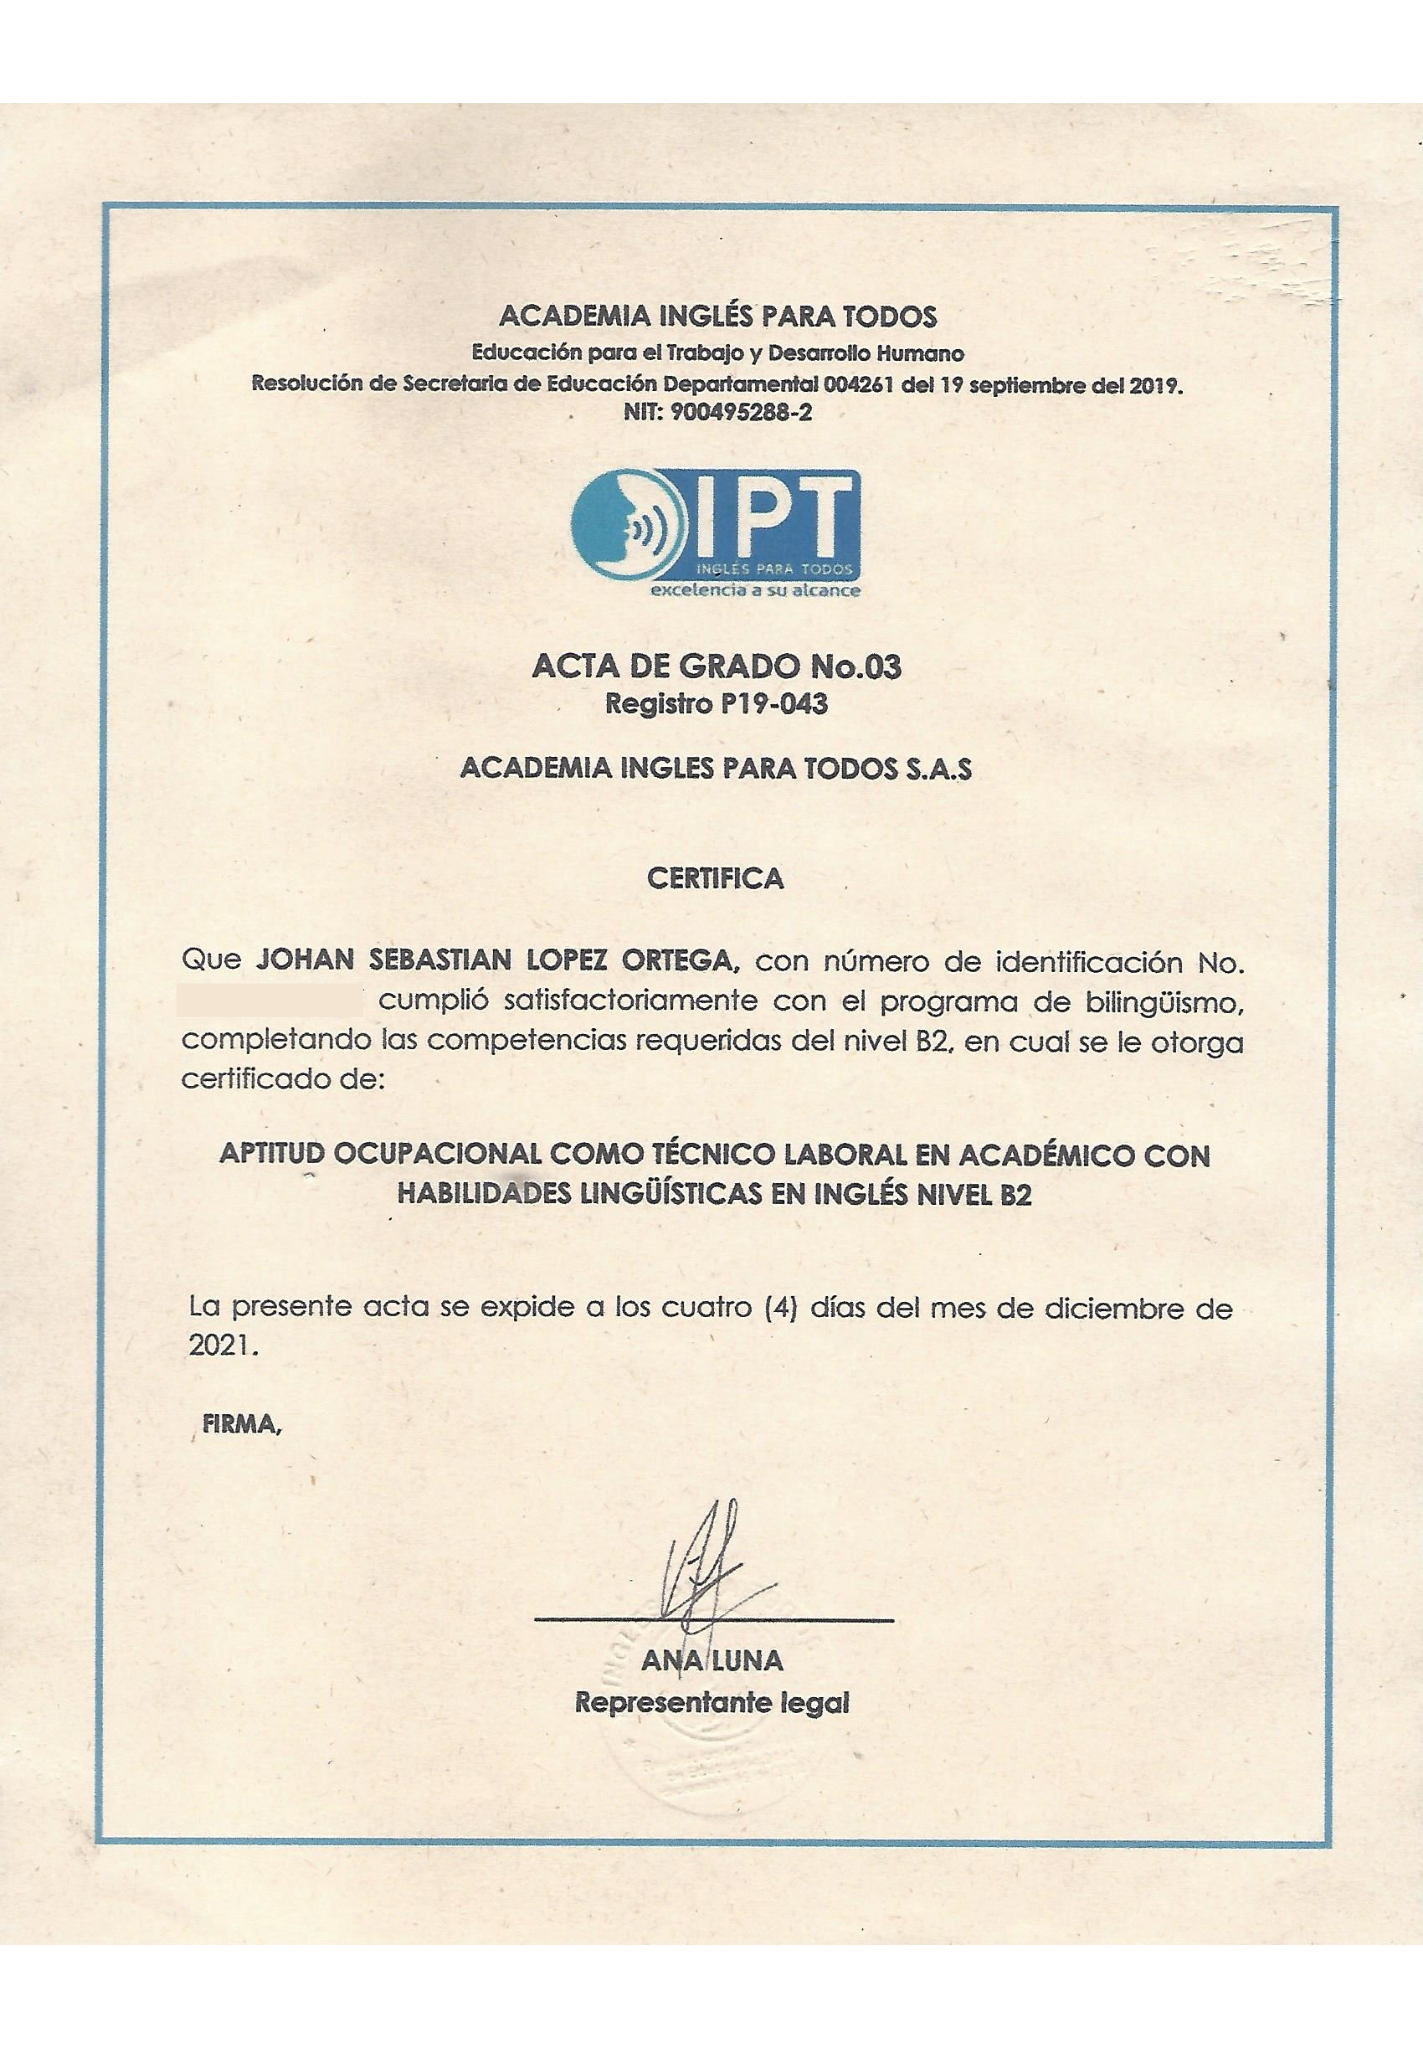 ACADEMIA INGLÉS PARA TODOS
Educación para el Trabajo y Desarrollo Humano
Resolución de Secretaria de Educación Departamental 004261 del 19 septiembre del 2019.
NIT: 900495288-2
IPT
INGLÉS PARA TODOS
excelencia a su alcance
ACTA DE GRADO No.03
Registro P19-043
ACADEMIA INGLES PARA TODOS S.A.S
CERTIFICA
Que JOHAN SEBASTIAN LOPEZ ORTEGA, con número de identificación No.
cumplió satisfactoriamente con el programa de bilingüismo,
completando las competencias requeridas del nivel B2, en cual se le otorga
certificado de:
APTITUD OCUPACIONAL COMO TÉCNICO LABORAL EN ACADÉMICO CON
HABILIDADES LINGÜÍSTICAS EN INGLÉS NIVEL B2
La presente acta se expide a los cuatro (4) días del mes de diciembre de
2021.
FIRMA,
ANA LUNA
Representante legal